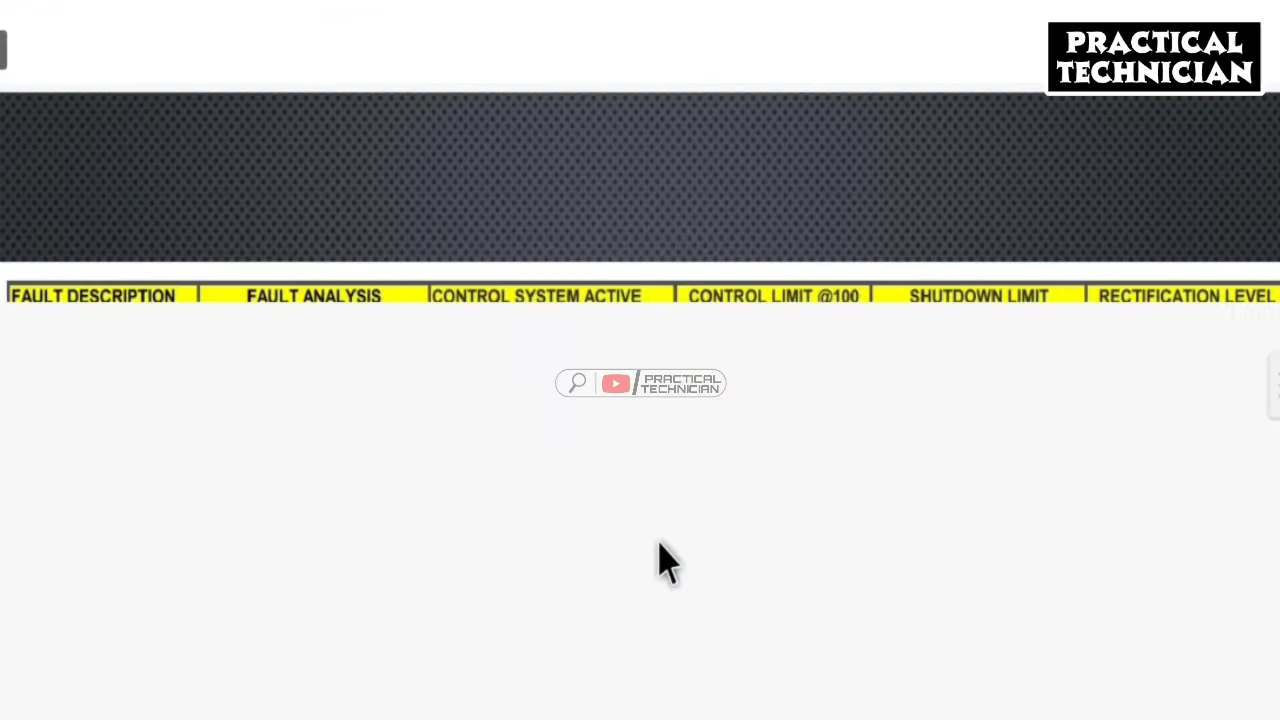 PRACTICAL
TECHNICIAN
FAULT DESCRIPTION FAULT ANALYSIS CONTROL SYSTEM ACTIVE CONTROL LIMIT @100 SHUTDOWN LIMIT RECTIFICATION LEVEL
PRACTICAL
TECHNICIAN